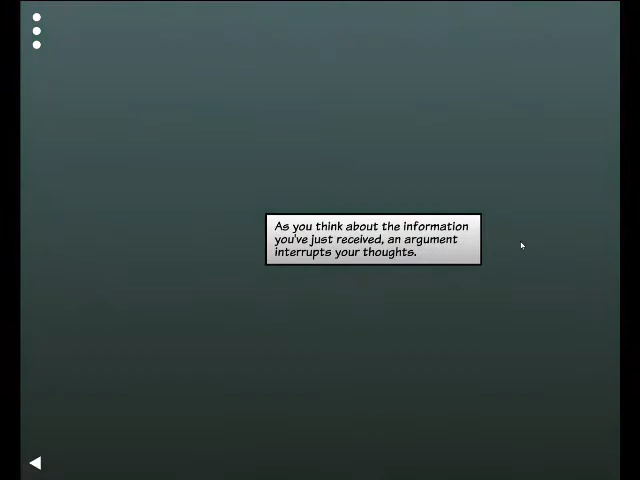 As you think about the information
you've just received, an argument
interrupts your thoughts.